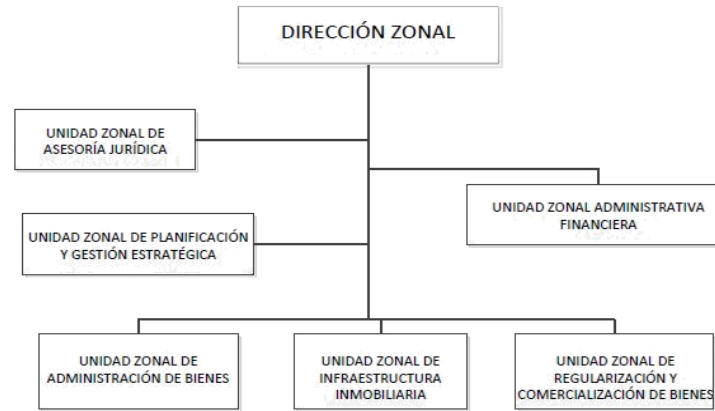 DIRECCIÓN ZONAL
UNIDAD ZONAL DE
ASESORÍA JURÍDICA
UNIDAD ZONAL ADMINISTRATIVA
FINANCIERA
UNIDAD ZONAL DE PLANIFICACIÓN
Y GESTIÓN ESTRATÉGICA
UNIDAD ZONAL DE
ADMINISTRACIÓN DE BIENES
UNIDAD ZONAL DE
INFRAESTRUCTURA
INMOBILIARIA
UNIDAD ZONAL DE
REGULARIZACIÓN Y
COMERCIALIZACIÓN DE BIENES